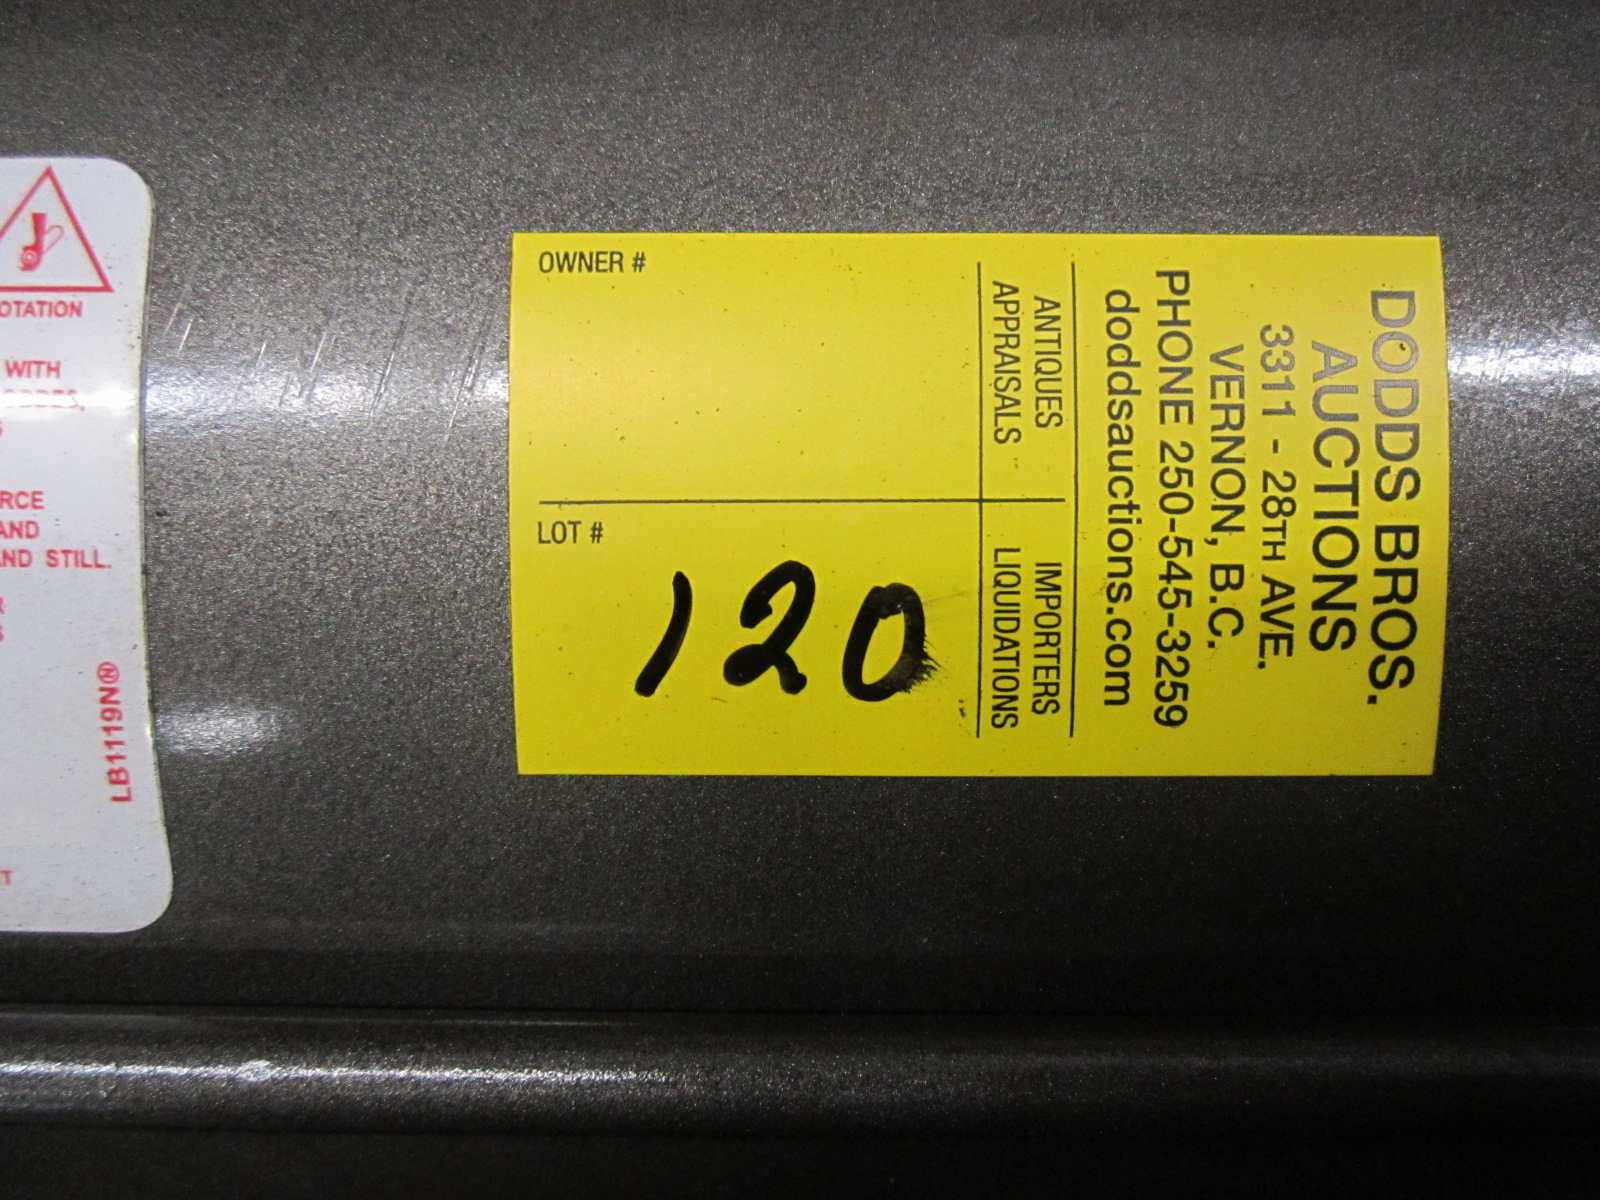 DODDS BROS.
AUCTIONS
3311 - 28TH AVE.
VERNON, B.C.
PHONE 250-545-3259
doddsauctions.com
ANTIQUES IMPORTERS
APPRAISALS LIQUIDATIONS
OWNER #
LOT #
120
OTATION
WITH
CODES,
S
RCE
AND
AND STILL.
R
S
LB1119N®
T